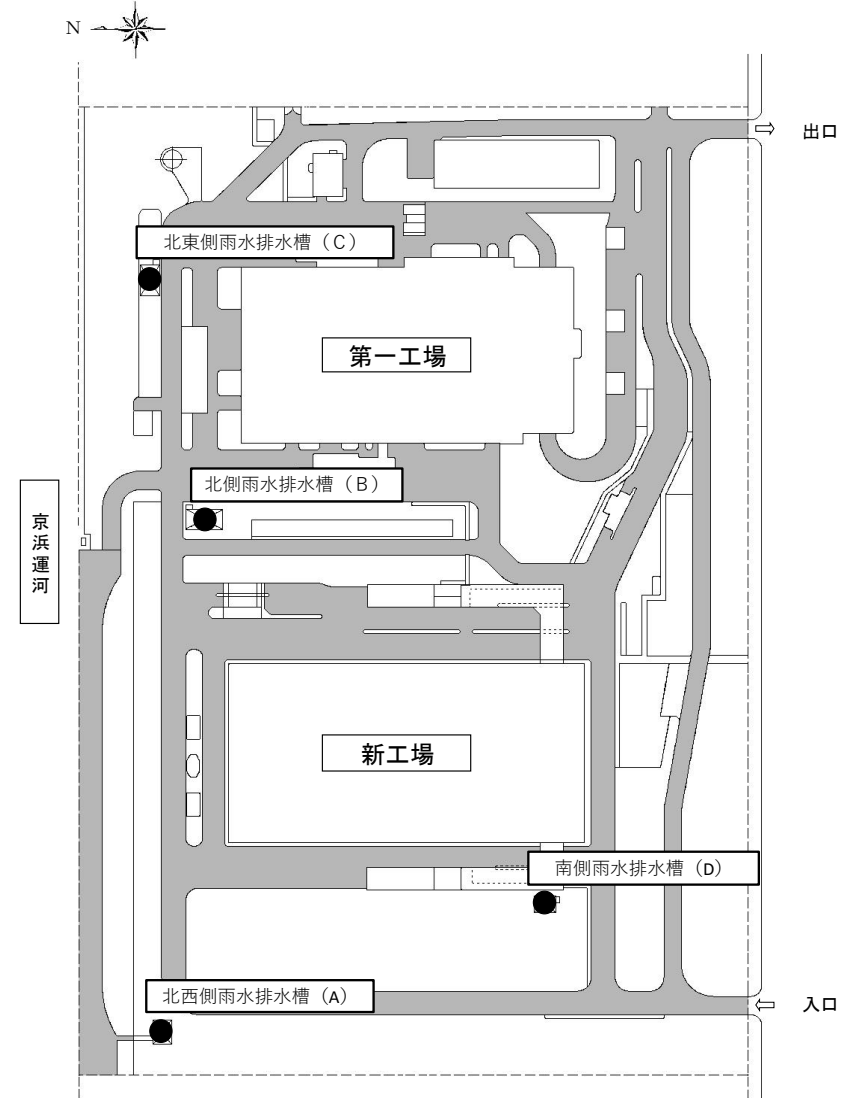 N
出口
北東側雨水排水槽（C）
第一工場
北側雨水排水槽（B）
京浜運河
新工場
南側雨水排水槽（D）
北西側雨水排水槽（A）
入口